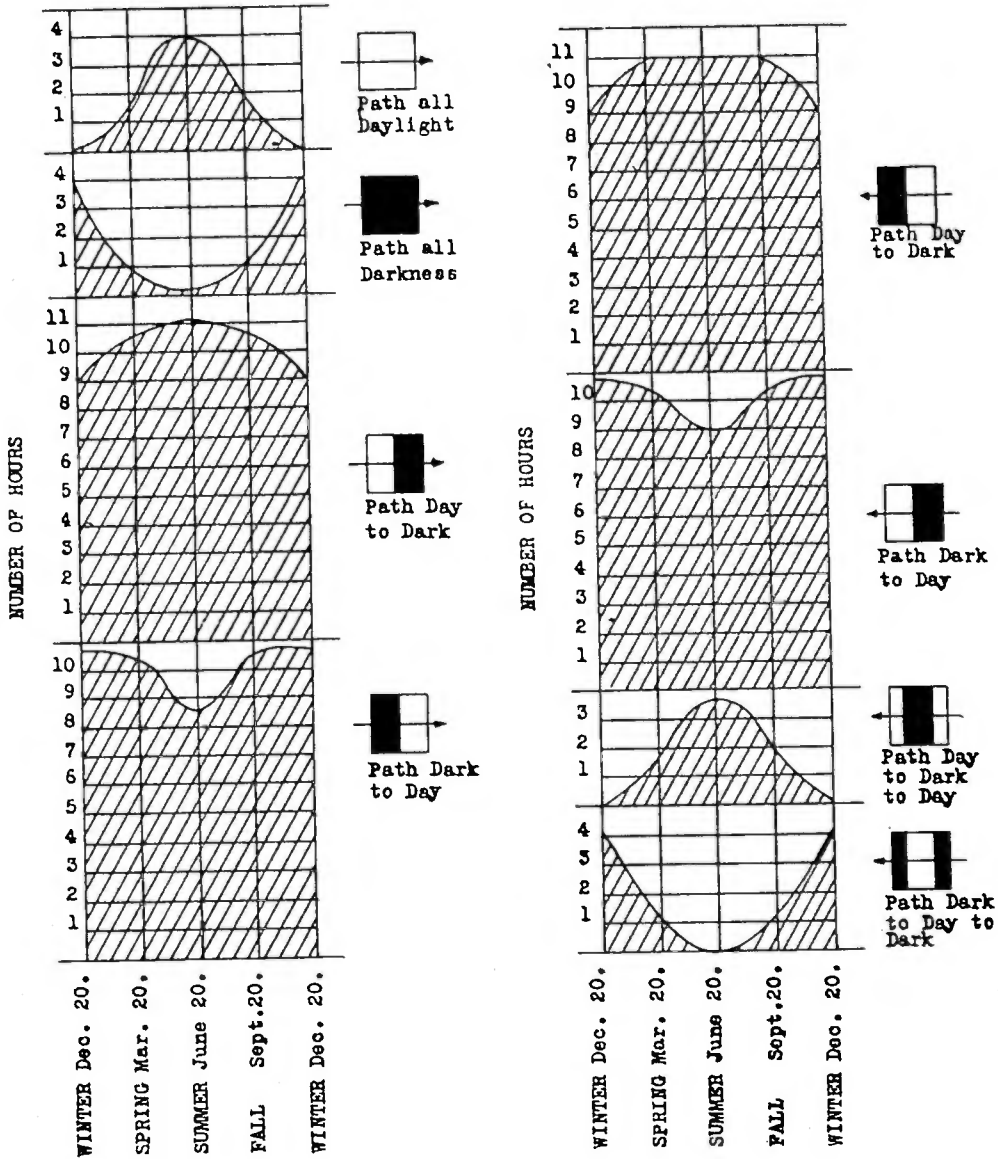 4
3
2
1
Path all
Daylight
4
3
2
1
Path all
Darkness
11
10
9
8
7
6
5
4
3
2
1
Path Day
to Dark
10
9
8
7
6
5
4
3
2
1
Path Dark
to Day
NUMBER OF HOURS
WINTER Dec. 20.
SPRING Mar. 20.
SUMMER June 20.
FALL Sept.20.
WINTER Dec. 20.
11
10
9
8
7
6
5
4
3
2
1
Path Day
to Dark
10
9
8
7
6
5
4
3
2
1
Path Dark
to Day
3
2
1
Path Day
to Dark
to Day
4
3
2
1
Path Dark
to Day to
Dark
NUMBER OF HOURS
WINTER Dec. 20.
SPRING Mar. 20.
SUMMER June 20.
FALL Sept.20.
WINTER Dec. 20.